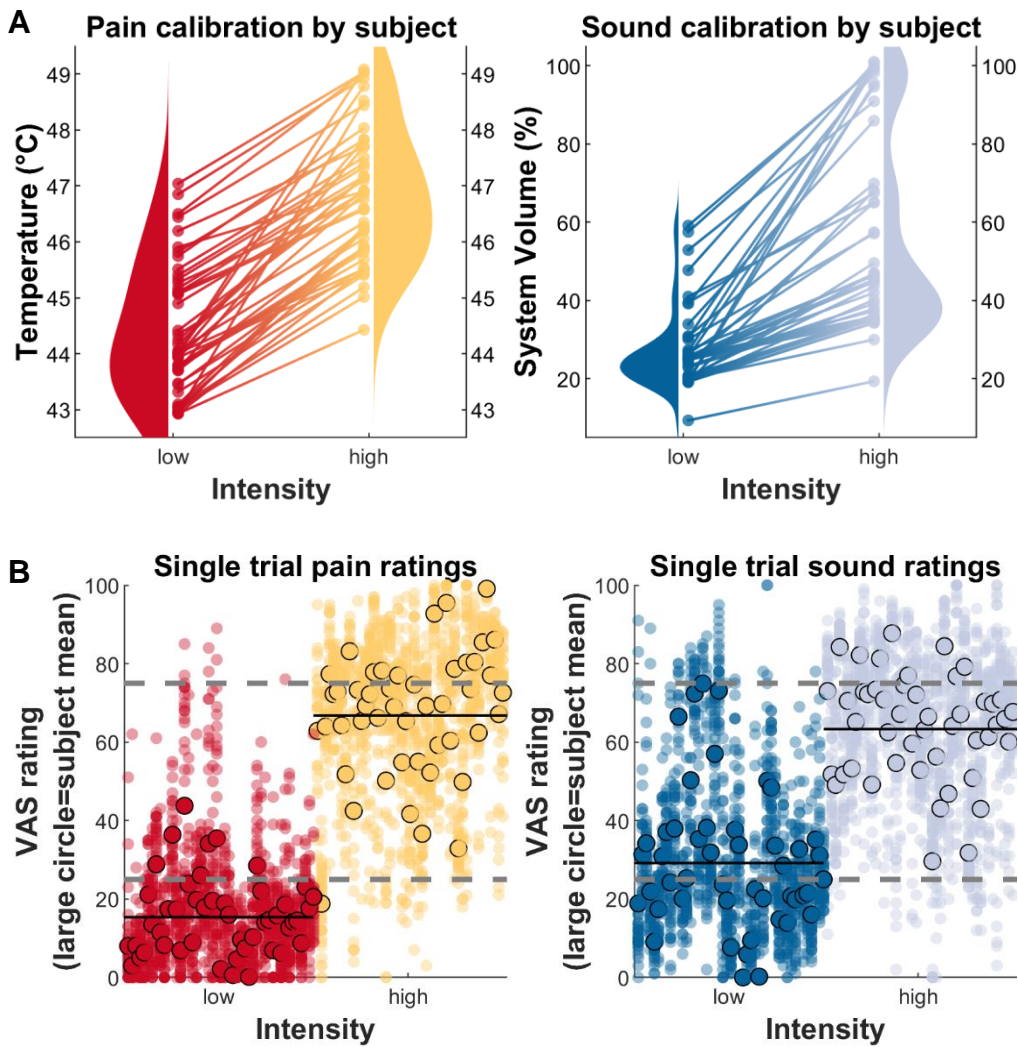 A
Pain calibration by subject
Sound calibration by subject
Temperature (°C)
49
48
47
46
45
44
43
49
48
47
46
45
44
43
low
high
Intensity
System Volume (%)
100
80
60
40
20
100
80
60
40
20
low
high
Intensity
B
Single trial pain ratings
Single trial sound ratings
VAS rating
(large circle=subject mean)
100
80
60
40
20
0
low
high
Intensity
VAS rating
(large circle=subject mean)
100
80
60
40
20
0
low
high
Intensity